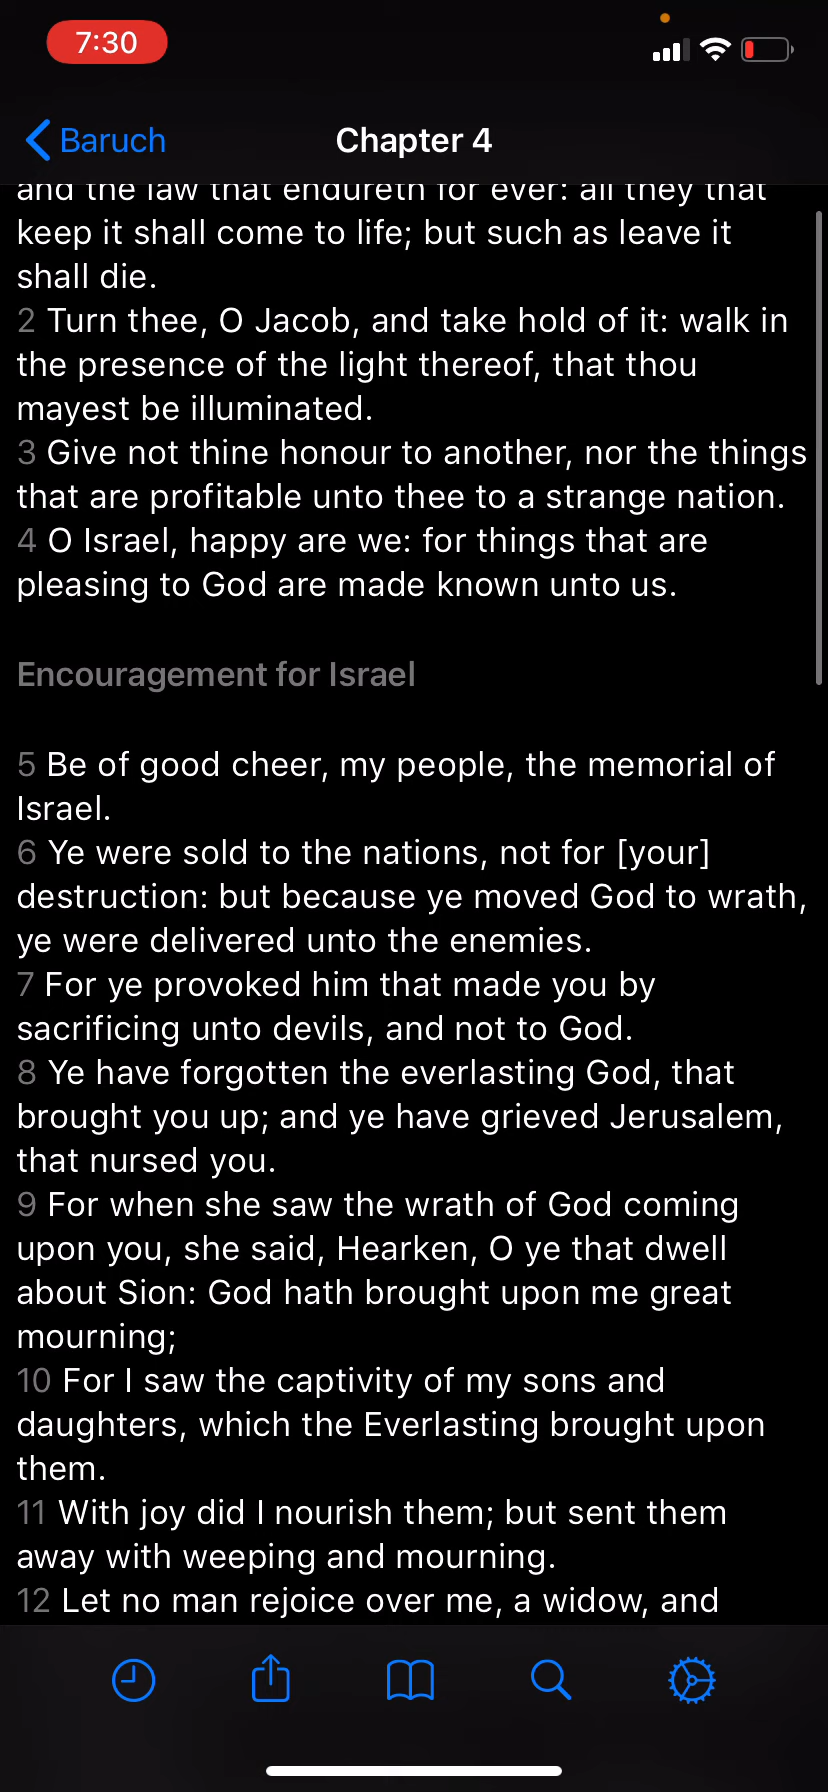 7:30
Baruch
Chapter 4
and the law that endureth for ever: all they that
keep it shall come to life; but such as leave it
shall die.
2 Turn thee, O Jacob, and take hold of it: walk in
the presence of the light thereof, that thou
mayest be illuminated.
3 Give not thine honour to another, nor the things
that are profitable unto thee to a strange nation.
4 O Israel, happy are we: for things that are
pleasing to God are made known unto us.
Encouragement for Israel
5 Be of good cheer, my people, the memorial of
Israel.
6 Ye were sold to the nations, not for [your]
destruction: but because ye moved God to wrath,
ye were delivered unto the enemies.
7 For ye provoked him that made you by
sacrificing unto devils, and not to God.
8 Ye have forgotten the everlasting God, that
brought you up; and ye have grieved Jerusalem,
that nursed you.
9 For when she saw the wrath of God coming
upon you, she said, Hearken, O ye that dwell
about Sion: God hath brought upon me great
mourning;
10 For I saw the captivity of my sons and
daughters, which the Everlasting brought upon
them.
11 With joy did I nourish them; but sent them
away with weeping and mourning.
12 Let no man rejoice over me, a widow, and